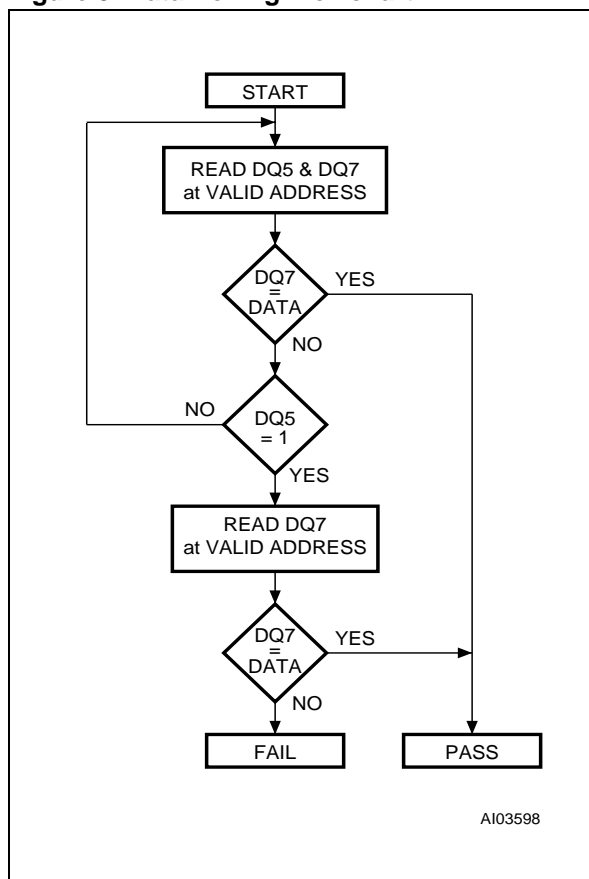 START
READ DQ5 & DQ7
at VALID ADDRESS
DQ7
=
DATA
YES
NO
NO
DQ5
= 1
YES
READ DQ7
at VALID ADDRESS
DQ7
=
DATA
YES
NO
FAIL
PASS
AI03598